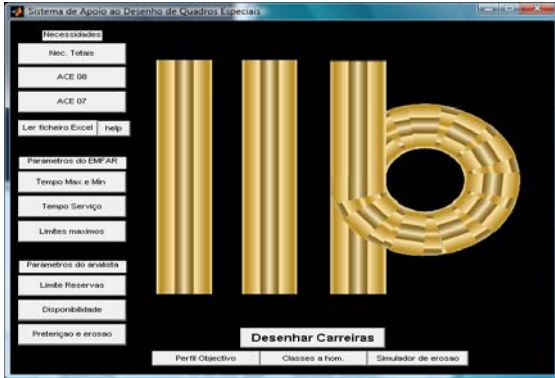 Sistema de Apoio ao Desenho de Quadros Especiais
Necessidades
Nec. Totais
ACE 08
ACE 07
Ler ficheiro Excel help
Parametros do EMFAR
Tempo Max e Min
Tempo Serviço
Limites maximos
Parametros do analista
Limite Reservas
Disponibilidade
Preteriçao e erosao
Desenhar Carreiras
Perfil Objectivo Classes a hom. Simulador de erosao